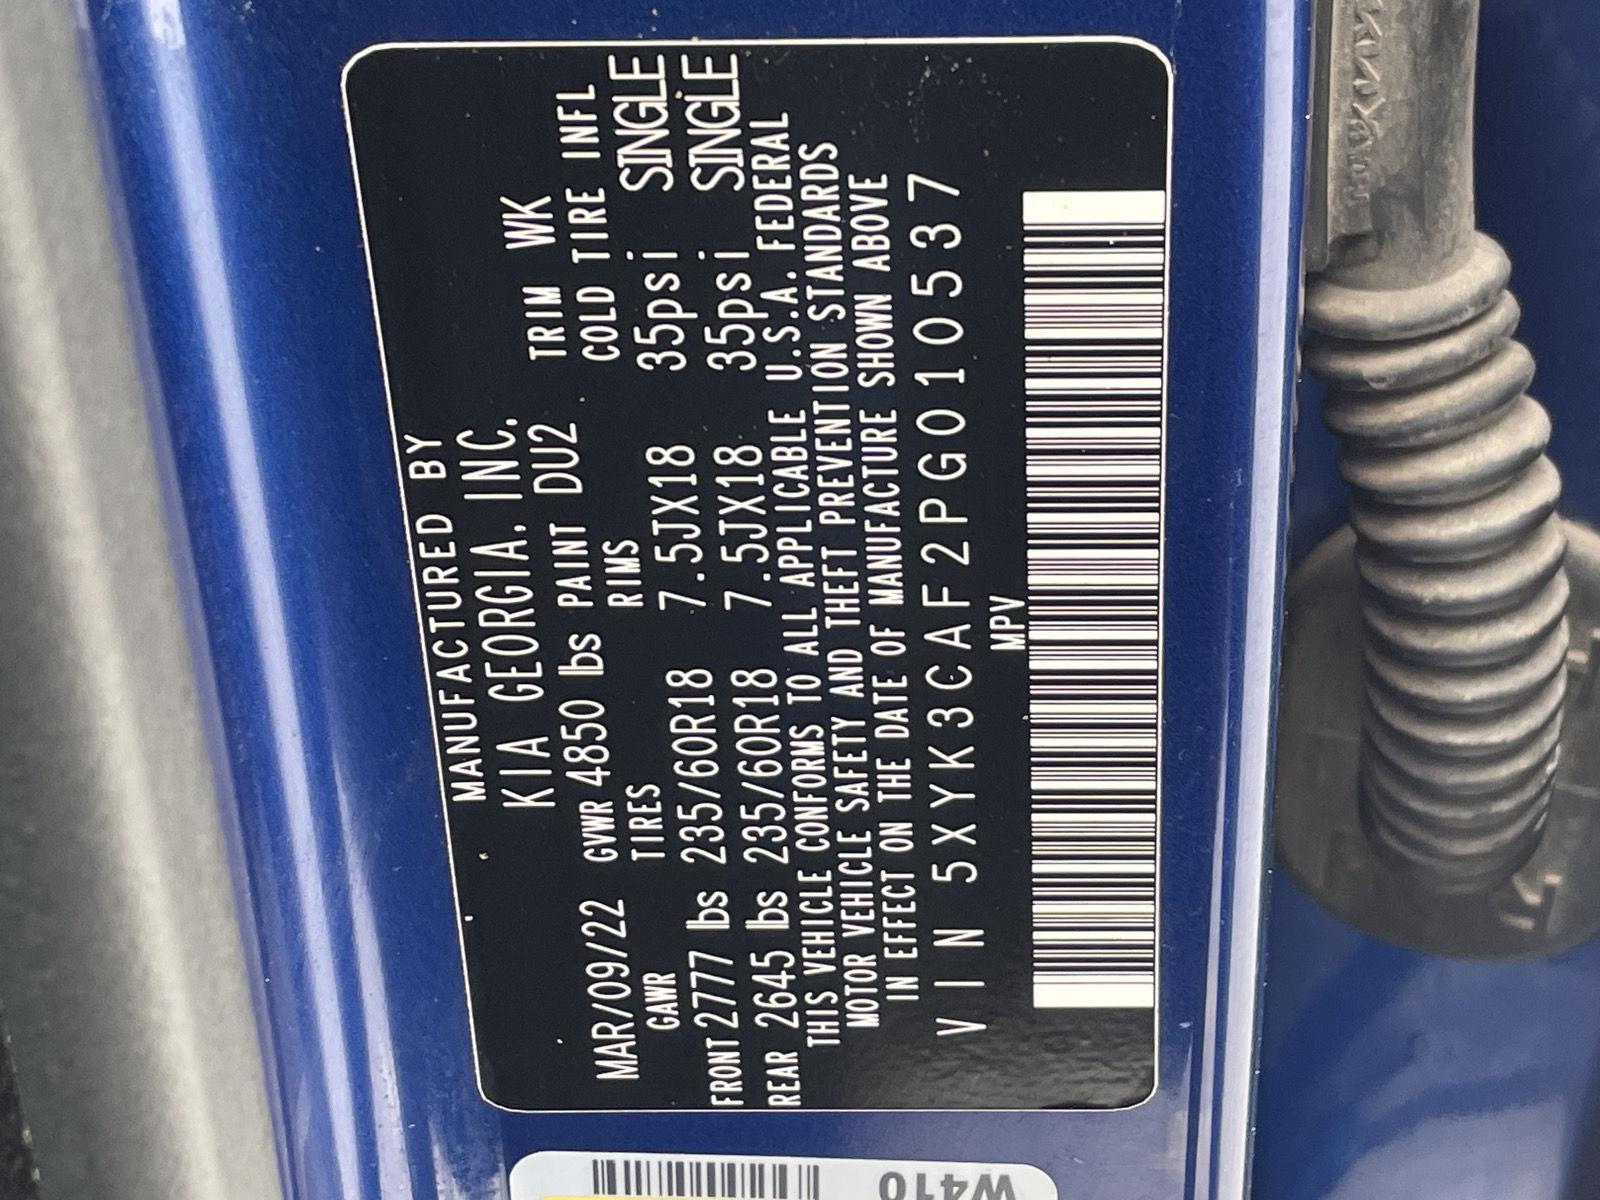 MANUFACTURED BY
KIA GEORGIA, INC.
MAR/09/22 GVWR 4850 lbs PAINT DU2 TRIM WK
GAWR TIRES RIMS COLD TIRE INFL
FRONT 2777 lbs 235/60R18 7.5JX18 35psi SINGLE
REAR 2645 lbs 235/60R18 7.5JX18 35psi SINGLE
THIS VEHICLE CONFORMS TO ALL APPLICABLE U.S.A. FEDERAL
MOTOR VEHICLE SAFETY AND THEFT PREVENTION STANDARDS
IN EFFECT ON THE DATE OF MANUFACTURE SHOWN ABOVE
VIN 5XYK3CAF2PG010537
MPV
W410